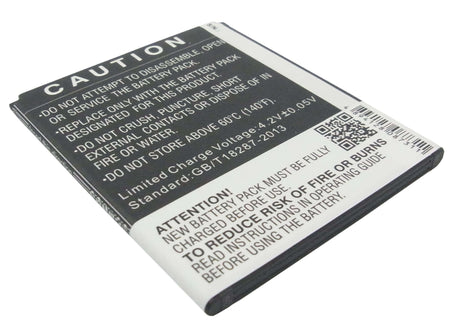 CAUTION
•DO NOT ATTEMPT TO DISASSEMBLE, OPEN
OR SERVICE THE BATTERY PACK.
•REPLACE ONLY WITH THE BATTERY PACK
DESIGNATED FOR THIS PRODUCT.
•DO NOT CRUSH, PUNCTURE, SHORT
EXTERNAL CONTACTS OR DISPOSE OF
IN FIRE OR WATER.
•DO NOT STORE ABOVE 60℃ (140℉).
Limited Charge Voltage:4.2V±0.05V
Standard:GB/T18287-2013
ATTENTION!
NEW BATTERY PACK MUST BE FULLY
CHARGED BEFORE USING.
TO REDUCE RISK OF FIRE OR BURNS
READ INSTRUCTIONS IN DETAIL BEFORE
USING THE BATTERY.